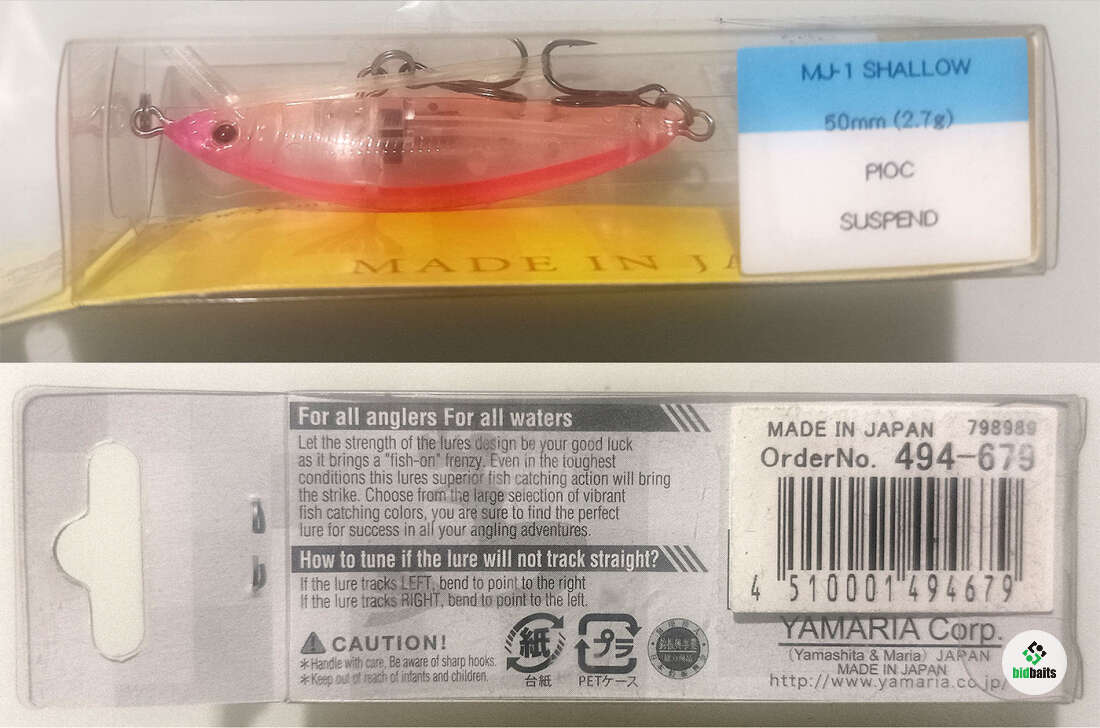 MJ-1 SHALLOW
50mm (2.7g)
PIOC
SUSPEND
MADE IN
For all anglers For all waters
Let the strength of the lures design be your good luck
as it brings a "fish-on" frenzy. Even in the toughest
conditions this lures superior fish catching action will bring
the strike. Choose from the large selection of vibrant
fish catching colors, you are sure to find the perfect
lure for success in all your angling adventures.
How to tune if the lure will not track straight?
If the lure tracks LEFT, bend to point to the right
If the lure tracks RIGHT, bend to point to the left.
CAUTION!
*Handle with care, Be aware of sharp hooks.
*Keep out of reach of infants and children.
紙
台紙
プラ
PETケース
MADE IN JAPAN 798989
OrderNo. 494-679
4 510001 494679
YAMARIA Corp.
(Yamashita & Maria) JAPAN
MADE IN JAPAN
http://www.yamaria.co.jp/
bidbaits